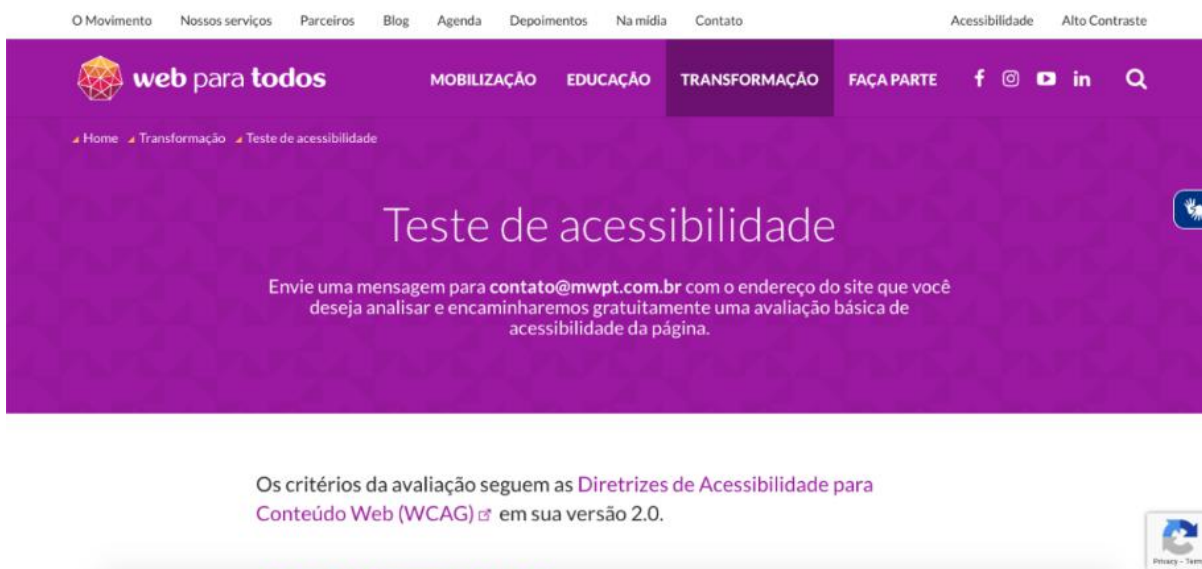 O Movimento Nossos serviços Parceiros Blog Agenda Depoimentos Na mídia Contato Acessibilidade Alto Contraste
web para todos MOBILIZAÇÃO EDUCAÇÃO TRANSFORMAÇÃO FAÇA PARTE
Home Transformação Teste de acessibilidade
Teste de acessibilidade
Envie uma mensagem para contato@mwpt.com.br com o endereço do site que você
deseja analisar e encaminharemos gratuitamente uma avaliação básica de
acessibilidade da página.
Os critérios da avaliação seguem as Diretrizes de Acessibilidade para
Conteúdo Web (WCAG) em sua versão 2.0.
Privacy -